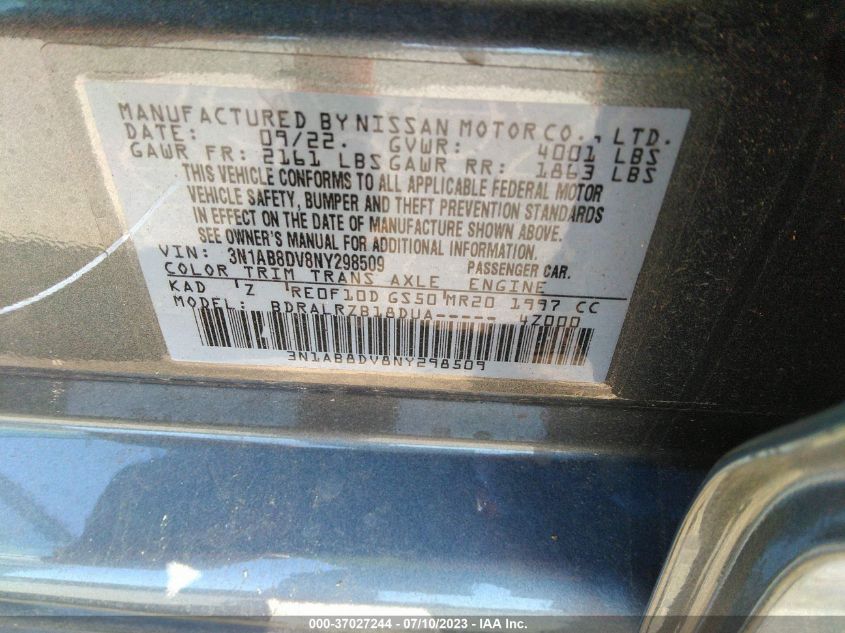 MANUFACTURED BY NISSAN MOTOR CO., LTD.
DATE: 09/22. GVWR: 4001 LBS
GAWR FR: 2161 LBS GAWR RR: 1863 LBS
THIS VEHICLE CONFORMS TO ALL APPLICABLE FEDERAL MOTOR
VEHICLE SAFETY, BUMPER AND THEFT PREVENTION STANDARDS
IN EFFECT ON THE DATE OF MANUFACTURE SHOWN ABOVE.
SEE OWNER'S MANUAL FOR ADDITIONAL INFORMATION.
VIN: 3N1AB8DV8NY298509 PASSENGER CAR.
COLOR TRIM TRANS AXLE ENGINE
KAD 'Z 'RE0F10D GS50'MR20 1997 CC
MODEL: BDRALRZB18DUA----- 4Z000
3N1AB8DV8NY298509
000-37027244 / 07/10/2023 - IAA Inc.